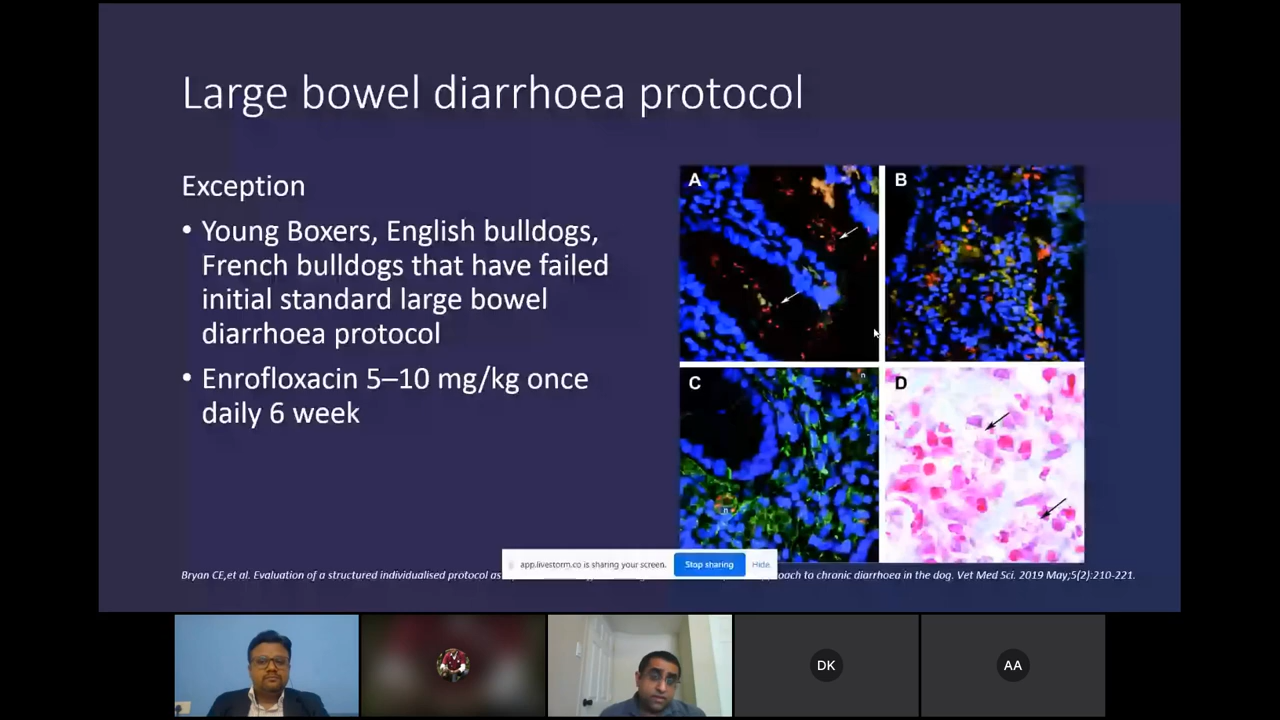 Large bowel diarrhoea protocol
Exception
• Young Boxers, English bulldogs,
French bulldogs that have failed
initial standard large bowel
diarrhoea protocol
• Enrofloxacin 5–10 mg/kg once
daily 6 week
A
B
C
n
D
n
app.livestorm.co is sharing your screen.
Stop sharing
Hide
Bryan CE,et al. Evaluation of a structured individualised protocol as
to chronic diarrhoea in the dog. Vet Med Sci. 2019 May;5(2):210-221.
DK
AA